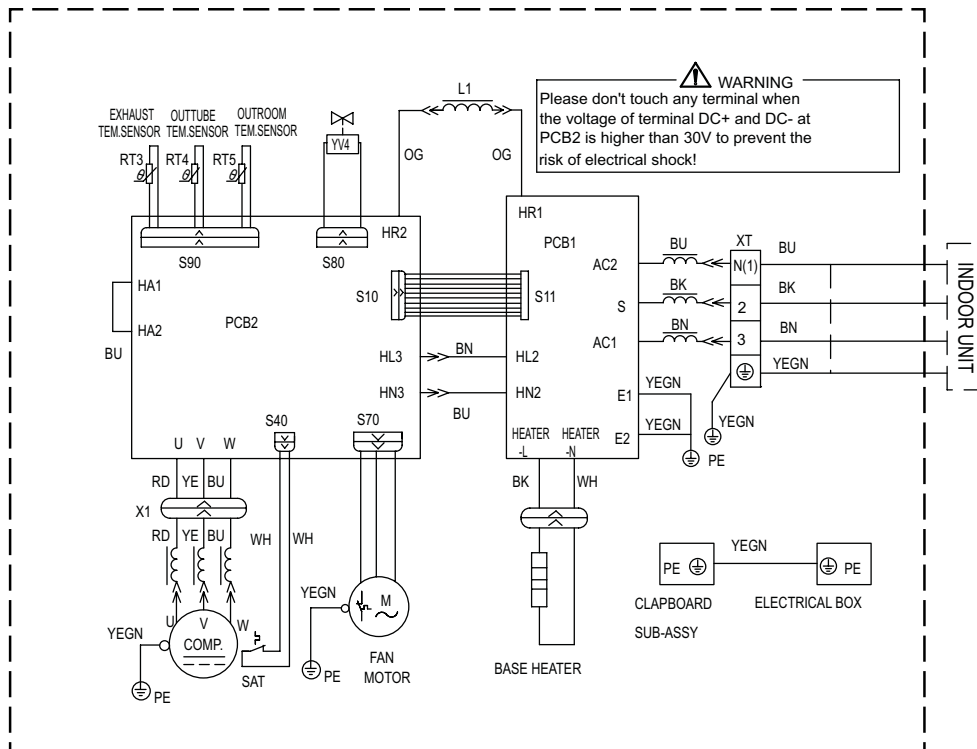 L1
WARNING
Please don't touch any terminal when
the voltage of terminal DC+ and DC- at
PCB2 is higher than 30V to prevent the
risk of electrical shock!
EXHAUST
TEM.SENSOR
OUTTUBE
TEM.SENSOR
OUTROOM
TEM.SENSOR
RT3
RT4
RT5
θ
θ
θ
YV4
OG
OG
HR2
HR1
S90
S80
PCB1
AC2
BU
XT
N(1)
BU
S10
S11
HA1
PCB2
HA2
BU
S
BK
2
BK
AC1
BN
3
BN
YEGN
INDOOR UNIT
HL3
BN
HL2
HN3
BU
HN2
E1
YEGN
YEGN
E2
YEGN
PE
S40
S70
U V W
HEATER
-L
HEATER
-N
RD YE BU
X1
BK
WH
RD YE BU
WH
WH
U V W
COMP.
YEGN
PE
SAT
YEGN
PE
M
FAN
MOTOR
BASE HEATER
PE
YEGN
PE
CLAPBOARD
SUB-ASSY
ELECTRICAL BOX